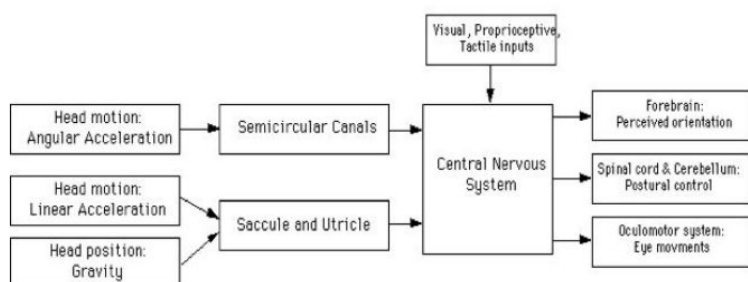 Visual, Proprioceptive,
Tactile inputs
Head motion:
Angular Acceleration
Semicircular Canals
Central Nervous
System
Forebrain:
Perceived orientation
Head motion:
Linear Acceleration
Saccule and Utricle
Spinal cord & Cerebellum:
Postural control
Head position:
Gravity
Oculomotor system:
Eye movments